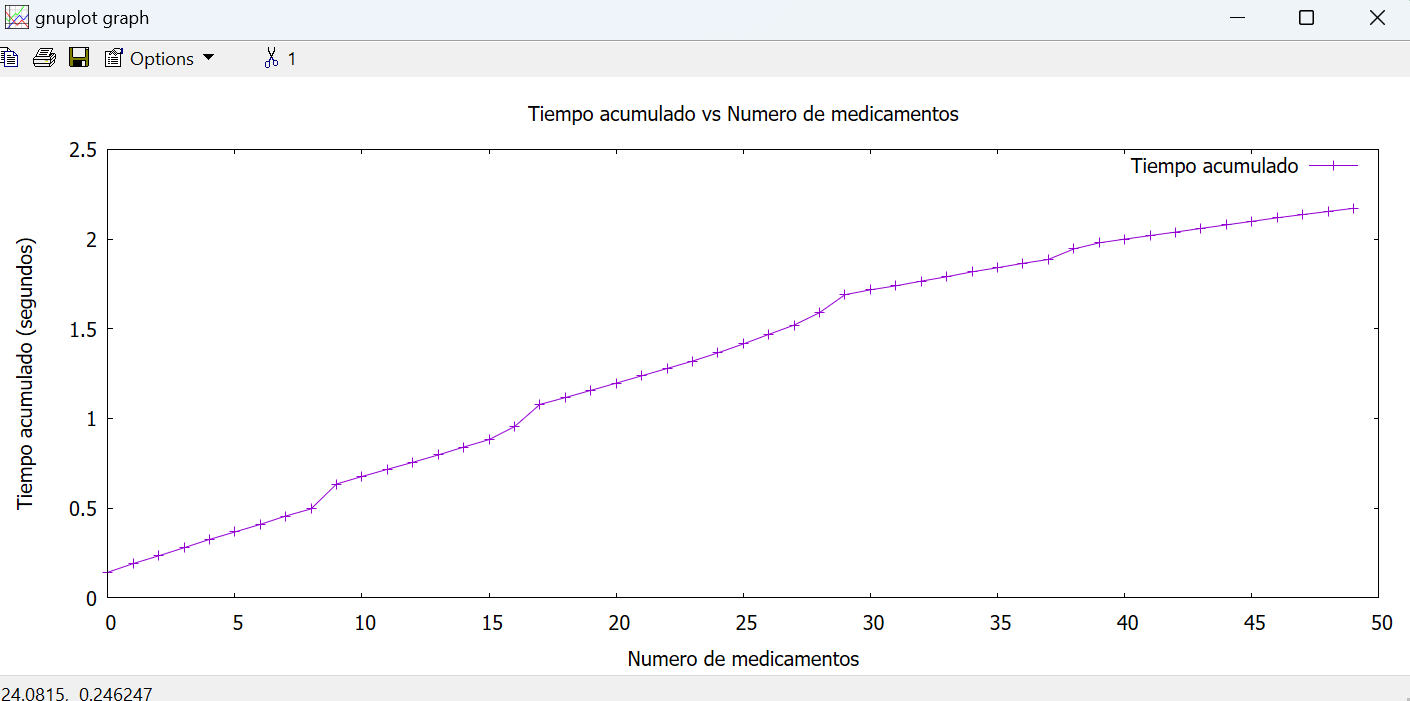 gnuplot graph
Options 1
Tiempo acumulado vs Numero de medicamentos
Tiempo acumulado
Tiempo acumulado (segundos)
2.5
2
1.5
1
0.5
0
0 5 10 15 20 25 30 35 40 45 50
Numero de medicamentos
24.0815, 0.246247